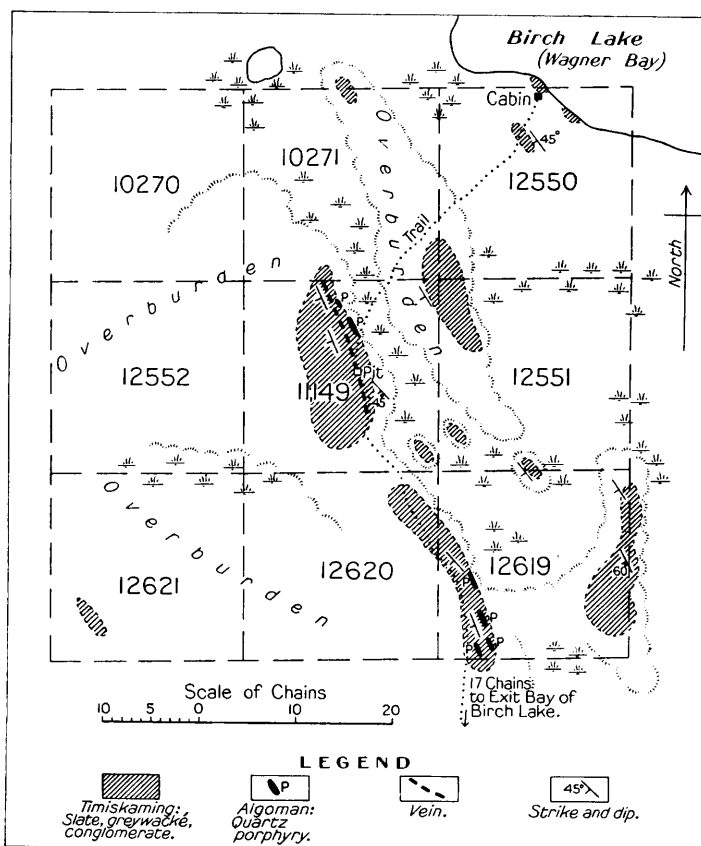 Birch Lake
(Wagner Bay)
Cabin
45°
10270
10271
12550
Overburden
Trail
North
Overburden
P
P
12552
11149
Pit
45
12551
Overburden
12621
12620
12619
60
P
P
P
P
17 Chains
to Exit Bay of
Birch Lake.
Scale of Chains
10 5 0 10 20
LEGEND
Timiskaming:
Slate, greywacké,
conglomerate.
P
Algoman:
Quartz
porphyry.
Vein.
45°
Strike and dip.